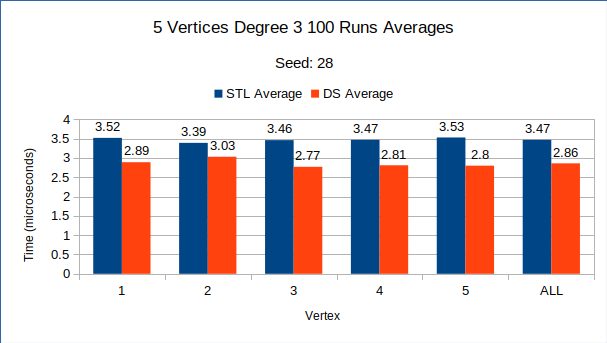 5 Vertices Degree 3 100 Runs Averages
Seed: 28
STL Average DS Average
Time (microseconds)
4
3.5
3
2.5
2
1.5
1
0.5
0
3.52 2.89 3.39 3.03 3.46 2.77 3.47 2.81 3.53 2.8 3.47 2.86
1 2 3 4 5 ALL
Vertex